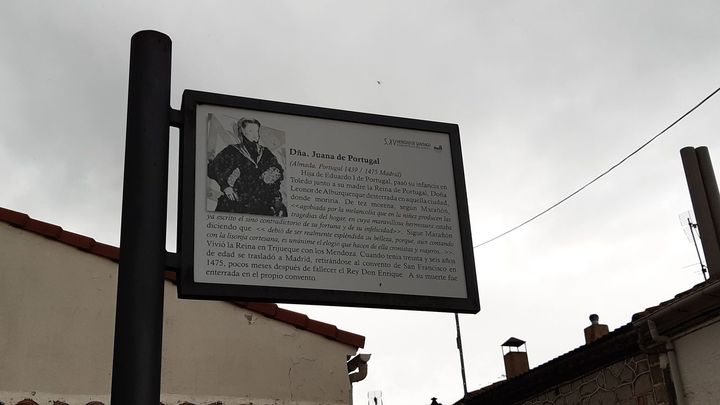 S.XV
Dña. Juana de Portugal
(Almada. Portugal 1439 / 1475 Madrid)
Hija de Eduardo I de Portugal, pasó su infancia en
Toledo junto a su madre la Reina de Portugal, Doña
Leonor de Alburquerque desterrada en aquella ciudad,
donde moriría. De tez morena, según Marañón,
<<agobiada por la melancolía que en la niñez producen las
tragedias del hogar, en cuya maravillosa hermosura estaba
ya escrito el sino contradictorio de su fortuna y de su infelicidad>>. Sigue Marañón
diciendo que << debió de ser realmente espléndida su belleza, porque, aun contando
con la lisonja cortesana, es unánime el elogio que hacen de ella cronistas y viajeros. >>.
Vivió la Reina en Trijueque con los Mendoza. Cuando tenía treinta y seis años
de edad se trasladó a Madrid, retirándose al convento de San Francisco en
1475, pocos meses después de fallecer el Rey Don Enrique. A su muerte fue
enterrada en el propio convento.